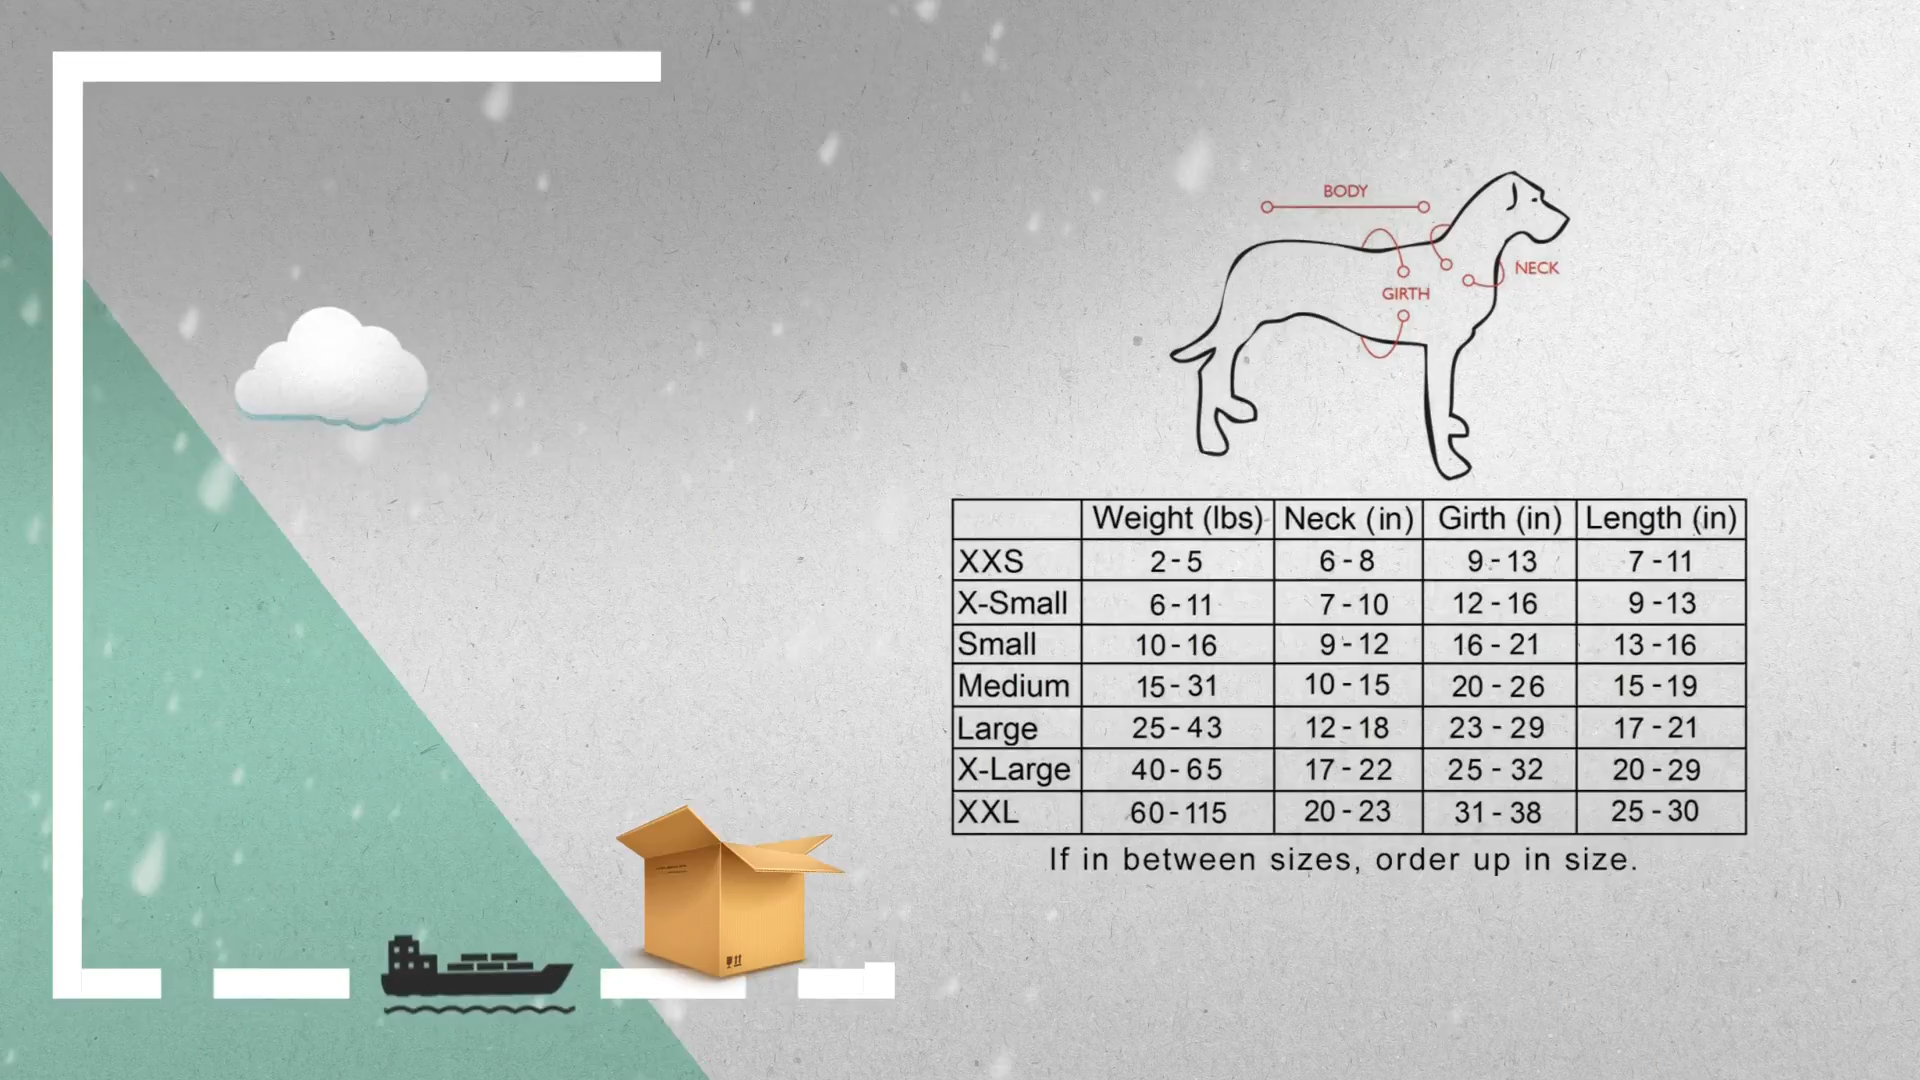 BODY
NECK
GIRTH
Weight (lbs) Neck (in) Girth (in) Length (in)
XXS 2-5 6-8 9-13 7-11
X-Small 6-11 7-10 12-16 9-13
Small 10-16 9-12 16-21 13-16
Medium 15-31 10-15 20-26 15-19
Large 25-43 12-18 23-29 17-21
X-Large 40-65 17-22 25-32 20-29
XXL 60-115 20-23 31-38 25-30
If in between sizes, order up in size.